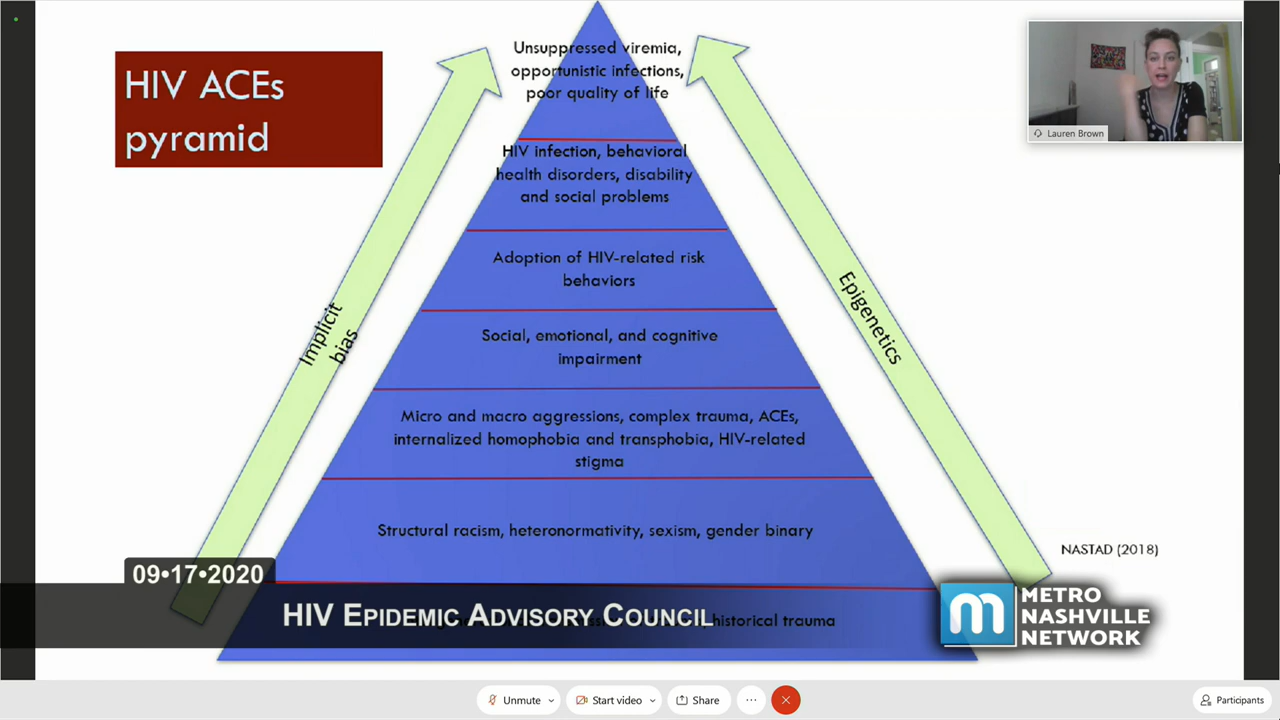 HIV ACEs
pyramid
Unsuppressed viremia,
opportunistic infections,
poor quality of life
HIV infection, behavioral
health disorders, disability
and social problems
Adoption of HIV-related risk
behaviors
Social, emotional, and cognitive
impairment
Micro and macro aggressions, complex trauma, ACEs,
internalized homophobia and transphobia, HIV-related
stigma
Structural racism, heteronormativity, sexism, gender binary
historical trauma
Implicit
bias
Epigenetics
NASTAD (2018)
Lauren Brown
09•17•2020
HIV EPIDEMIC ADVISORY COUNCIL
m
METRO
NASHVILLE
NETWORK
Unmute
Start video
Share
Participants